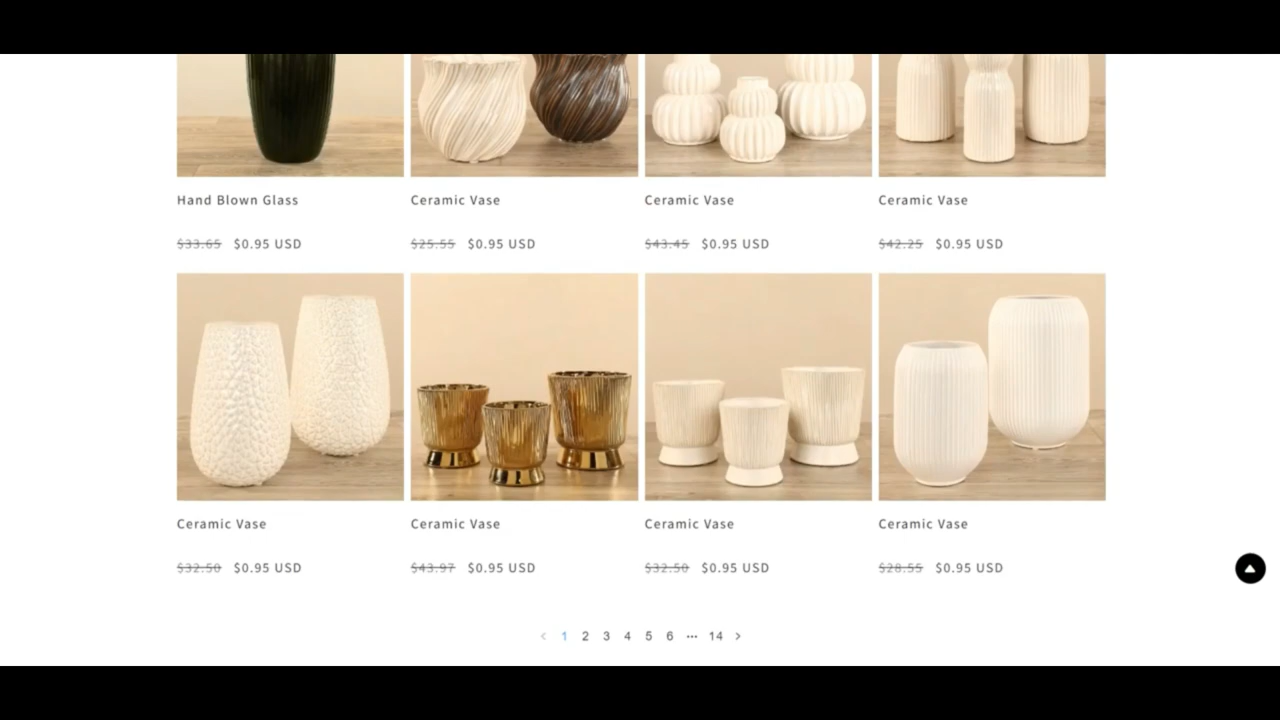 Hand Blown Glass
Ceramic Vase
Ceramic Vase
Ceramic Vase
$33.65 $0.95 USD
$25.55 $0.95 USD
$43.45 $0.95 USD
$42.25 $0.95 USD
Ceramic Vase
Ceramic Vase
Ceramic Vase
Ceramic Vase
$32.50 $0.95 USD
$43.97 $0.95 USD
$32.50 $0.95 USD
$28.55 $0.95 USD
< 1 2 3 4 5 6 ··· 14 >